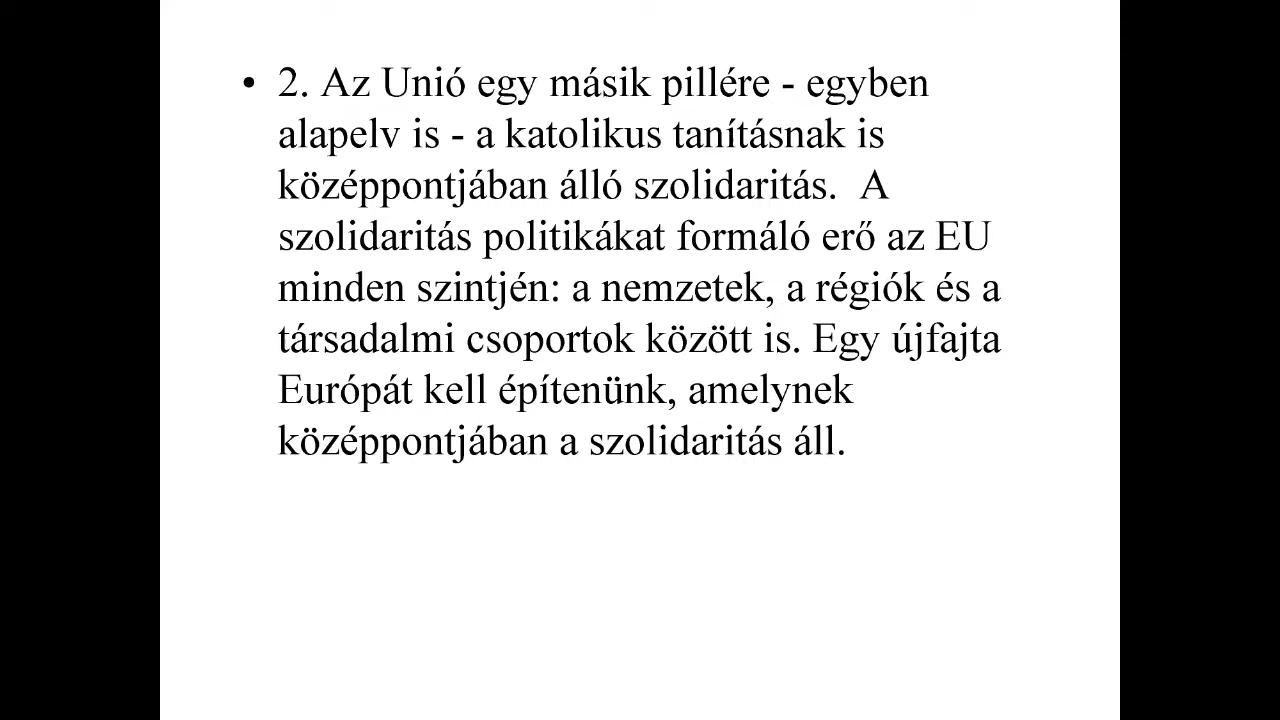 • 2. Az Unió egy másik pillére - egyben
alapelv is - a katolikus tanításnak is
középpontjában álló szolidaritás.  A
szolidaritás politikákat formáló erő az EU
minden szintjén: a nemzetek, a régiók és a
társadalmi csoportok között is. Egy újfajta
Európát kell építenünk, amelynek
középpontjában a szolidaritás áll.